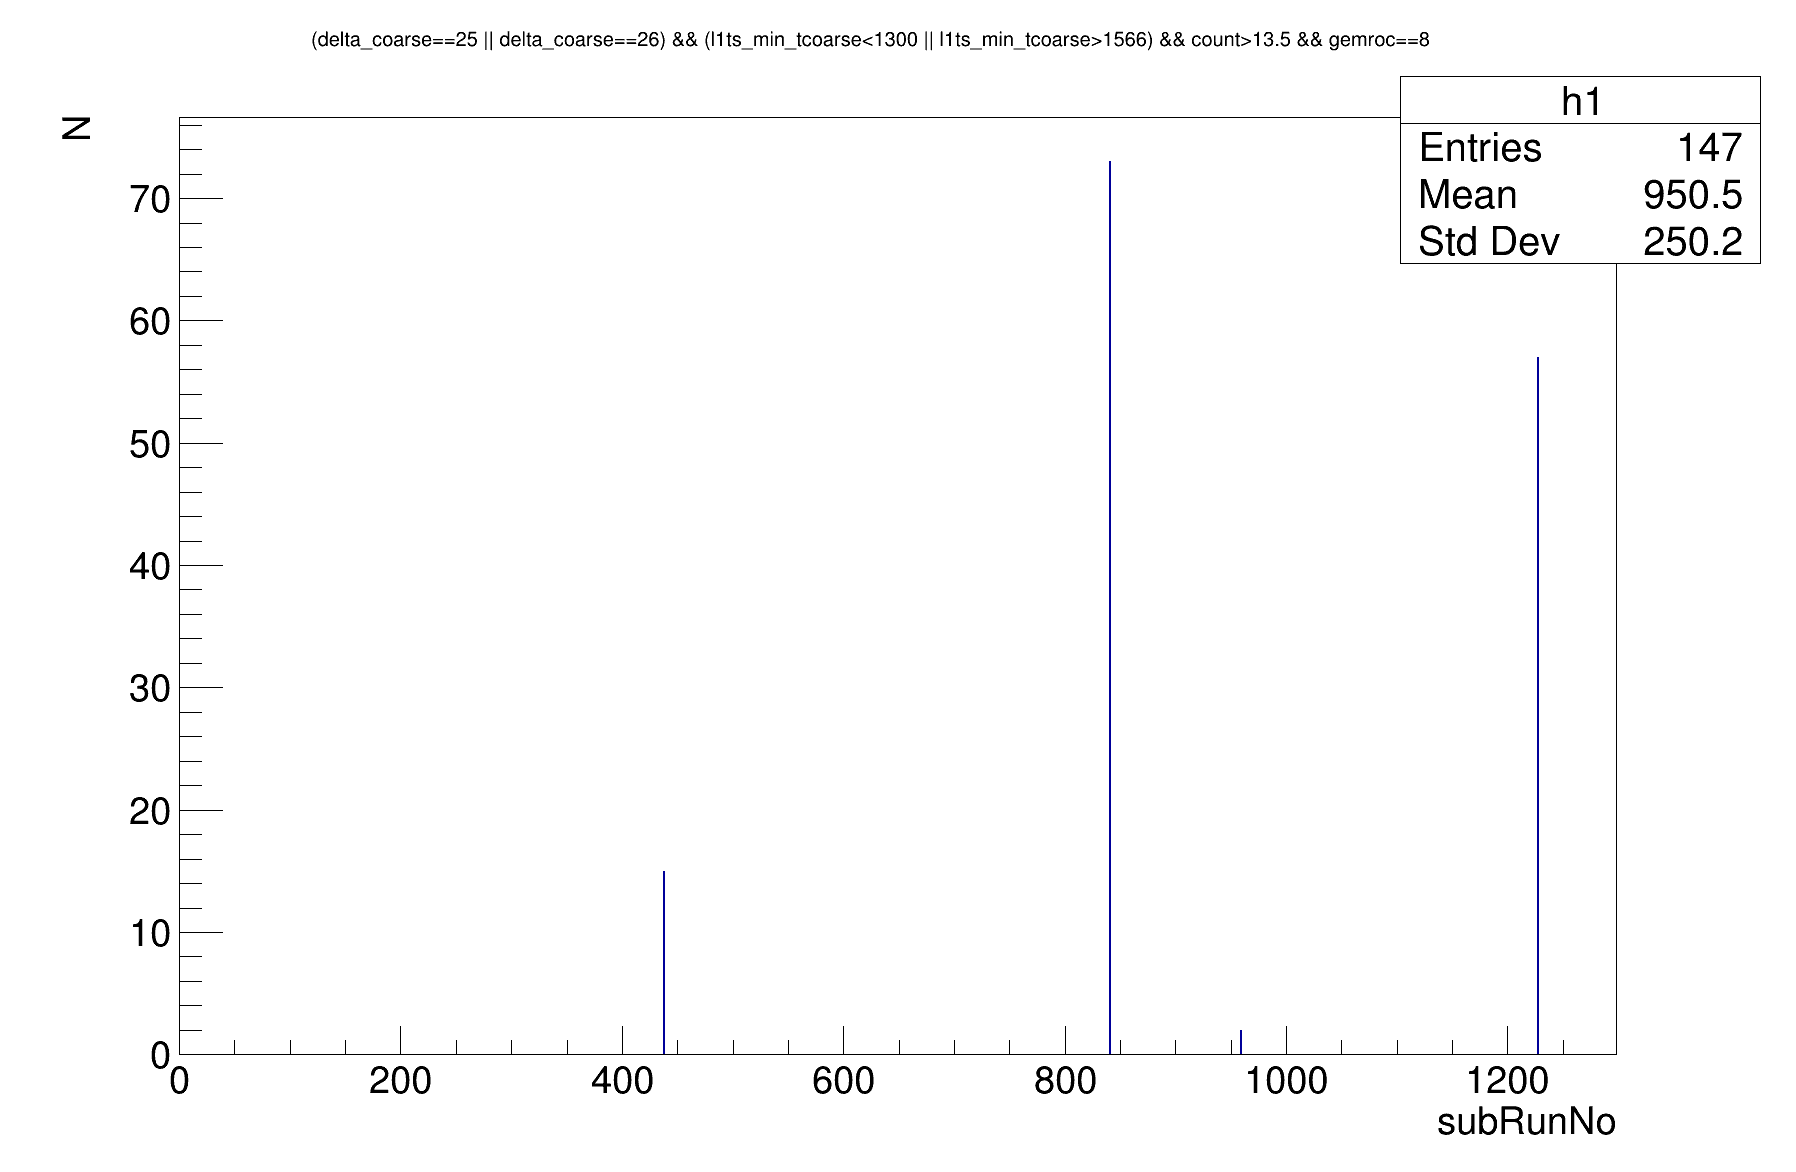 (delta_coarse==25 || delta_coarse==26) && (l1ts_min_tcoarse<1300 || l1ts_min_tcoarse>1566) && count>13.5 && gemroc==8
h1
Entries 147
Mean 950.5
Std Dev 250.2
N
70
60
50
40
30
20
10
0
0 200 400 600 800 1000 1200
subRunNo